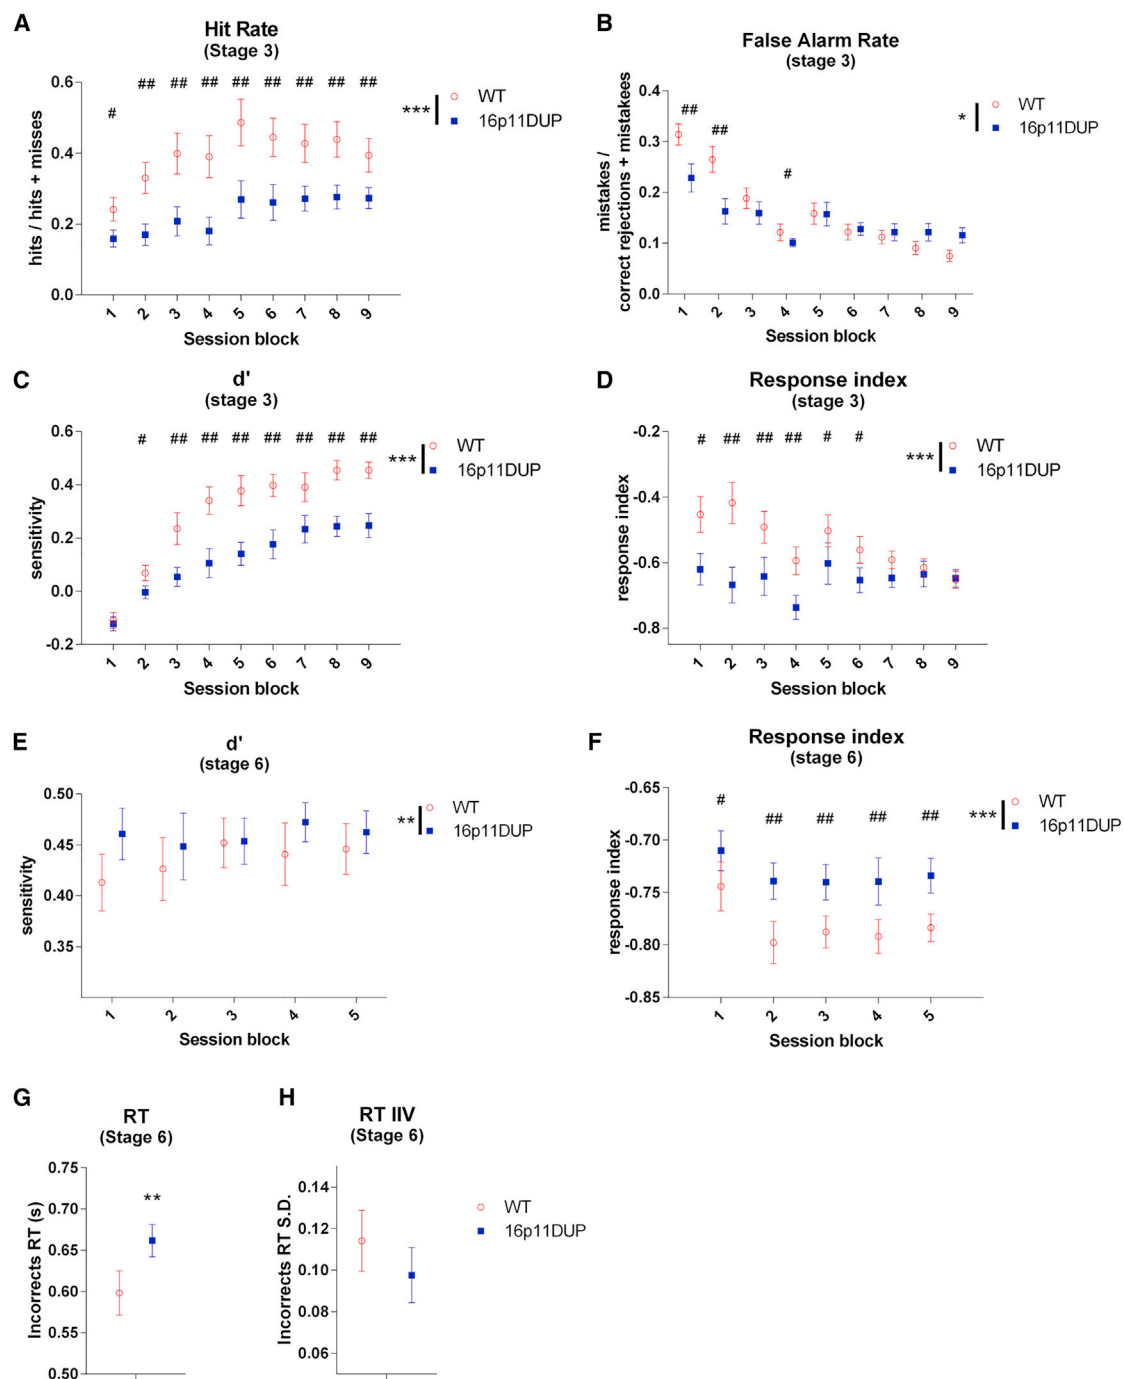 A
Hit Rate
(Stage 3)
hits / hits + misses
0.6
0.4
0.2
0.0
# ## ## ## ## ## ## ## ##
***
WT
16p11DUP
1 2 3 4 5 6 7 8 9
Session block
B
False Alarm Rate
(stage 3)
mistakes /
correct rejections + mistakees
0.4
0.3
0.2
0.1
0.0
## ## #
*
WT
16p11DUP
1 2 3 4 5 6 7 8 9
Session block
C
d'
(stage 3)
sensitivity
0.6
0.4
0.2
0.0
-0.2
# ## ## ## ## ## ## ##
***
WT
16p11DUP
1 2 3 4 5 6 7 8 9
Session block
D
Response index
(stage 3)
response index
-0.2
-0.4
-0.6
-0.8
# ## ## ## # #
***
WT
16p11DUP
1 2 3 4 5 6 7 8 9
Session block
E
d'
(stage 6)
sensitivity
0.50
0.45
0.40
0.35
**
WT
16p11DUP
1 2 3 4 5
Session block
F
Response index
(stage 6)
response index
-0.65
-0.70
-0.75
-0.80
-0.85
# ## ## ## ##
***
WT
16p11DUP
1 2 3 4 5
Session block
G
RT
(Stage 6)
Incorrects RT (s)
0.75
0.70
0.65
0.60
0.55
0.50
**
H
RT IIV
(Stage 6)
Incorrects RT S.D.
0.14
0.12
0.10
0.08
0.06
WT
16p11DUP